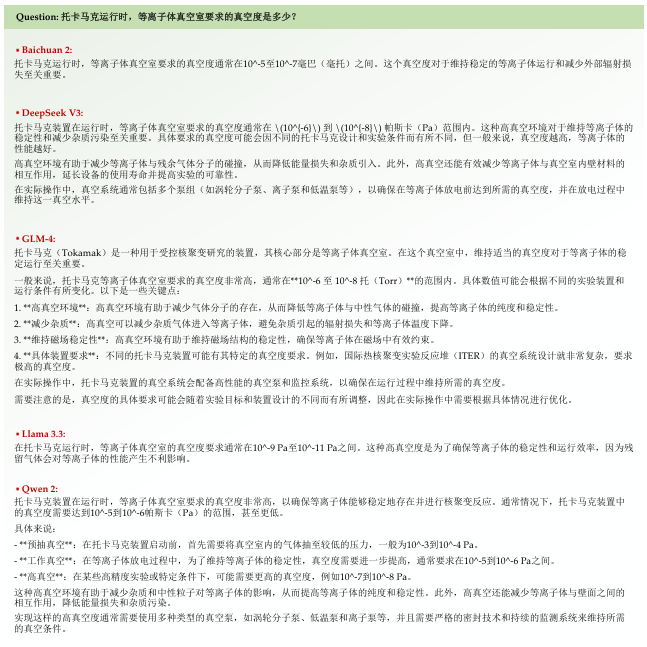 Question: 托卡马克运行时，等离子体真空室要求的真空度是多少？
• Baichuan 2:
托卡马克运行时，等离子体真空室要求的真空度通常在10^-5至10^-7毫巴（毫托）之间。这个真空度对于维持稳定的等离子体运行和减少外部辐射损
失至关重要。
• DeepSeek V3:
托卡马克装置在运行时，等离子体真空室要求的真空度通常在 \(10^{-6}\) 到 \(10^{-8}\) 帕斯卡（Pa）范围内。这种高真空环境对于维持等离子体的
稳定性和减少杂质污染至关重要。具体要求的真空度可能会因不同的托卡马克设计和实验条件而有所不同，但一般来说，真空度越高，等离子体的
性能越好。
高真空环境有助于减少等离子体与残余气体分子的碰撞，从而降低能量损失和杂质引入。此外，高真空还能有效减少等离子体与真空室内壁材料的
相互作用，延长设备的使用寿命并提高实验的可靠性。
在实际操作中，真空系统通常包括多个泵组（如涡轮分子泵、离子泵和低温泵等），以确保在等离子放电前达到所需的真空度，并在放电过程中
维持这一真空水平。
• GLM-4:
托卡马克（Tokamak）是一种用于受控核聚变研究的装置，其核心部分是等离子体真空室。在这个真空室中，维持适当的真空度对于等离子体的稳
定运行至关重要。
一般来说，托卡马克等离子体真空室要求的真空度非常高，通常在**10^-6 至 10^-8 托（Torr）**的范围内。具体数值可能会根据不同的实验装置和
运行条件有所变化。以下是一些关键点：
1. **高真空环境**：高真空环境有助于减少气体分子的存在，从而降低等离子体与中性气体的碰撞，提高等离子体的纯度和稳定性。
2. **减少杂质**：高真空可以减少杂质气体进入等离子体，避免杂质引起的辐射损失和等离子体温度下降。
3. **维持磁场稳定性**：高真空环境有助于维持磁场结构的稳定性，确保等离子体在磁场中有效约束。
4. **具体装置要求**：不同的托卡马克装置可能有其特定的真空度要求。例如，国际热核聚变实验反应堆（ITER）的真空系统设计就非常复杂，要求
极高的真空度。
在实际操作中，托卡马克装置的真空系统会配备高性能的真空泵和监控系统，以确保在运行过程中维持所需的真空度。
需要注意的是，真空度的具体要求可能会随着实验目标和装置设计的不同而有所调整，因此在实际操作中需要根据具体情况进行优化。
• Llama 3.3:
在托卡马克运行时，等离子体真空室的真空度要求通常在10^-9 Pa至10^-11 Pa之间。这种高真空度是为了确保等离子体的稳定性和运行效率，因为残
留气体会对等离子体的性能产生不利影响。
• Qwen 2:
托卡马克装置在运行时，等离子体真空室要求的真空度非常高，以确保等离子体能够稳定地存在并进行核聚变反应。通常情况下，托卡马克装置中
的真空度需要达到10^-5到10^-6帕斯卡（Pa）的范围，甚至更低。
具体来说：
- **预抽真空**：在托卡马克装置启动前，首先需要将真空室内的气体抽至较低的压力，一般为10^-3到10^-4 Pa。
- **工作真空**：在等离子体放电过程中，为了维持等离子体的稳定性，真空度需要进一步提高，通常要求在10^-5到10^-6 Pa之间。
- **高真空**：在某些高精度实验或特定条件下，可能需要更高的真空度，例如10^-7到10^-8 Pa。
这种高真空环境有助于减少杂质和中性粒子对等离子体的影响，从而提高等离子体的纯度和稳定性。此外，高真空还能减少等离子体与壁面之间的
相互作用，降低能量损失和杂质污染。
实现这样的高真空度通常需要使用多种类型的真空泵，如涡轮分子泵、低温泵和离子泵等，并且需要严格的密封技术和持续的监测系统来维持所需
的真空条件。